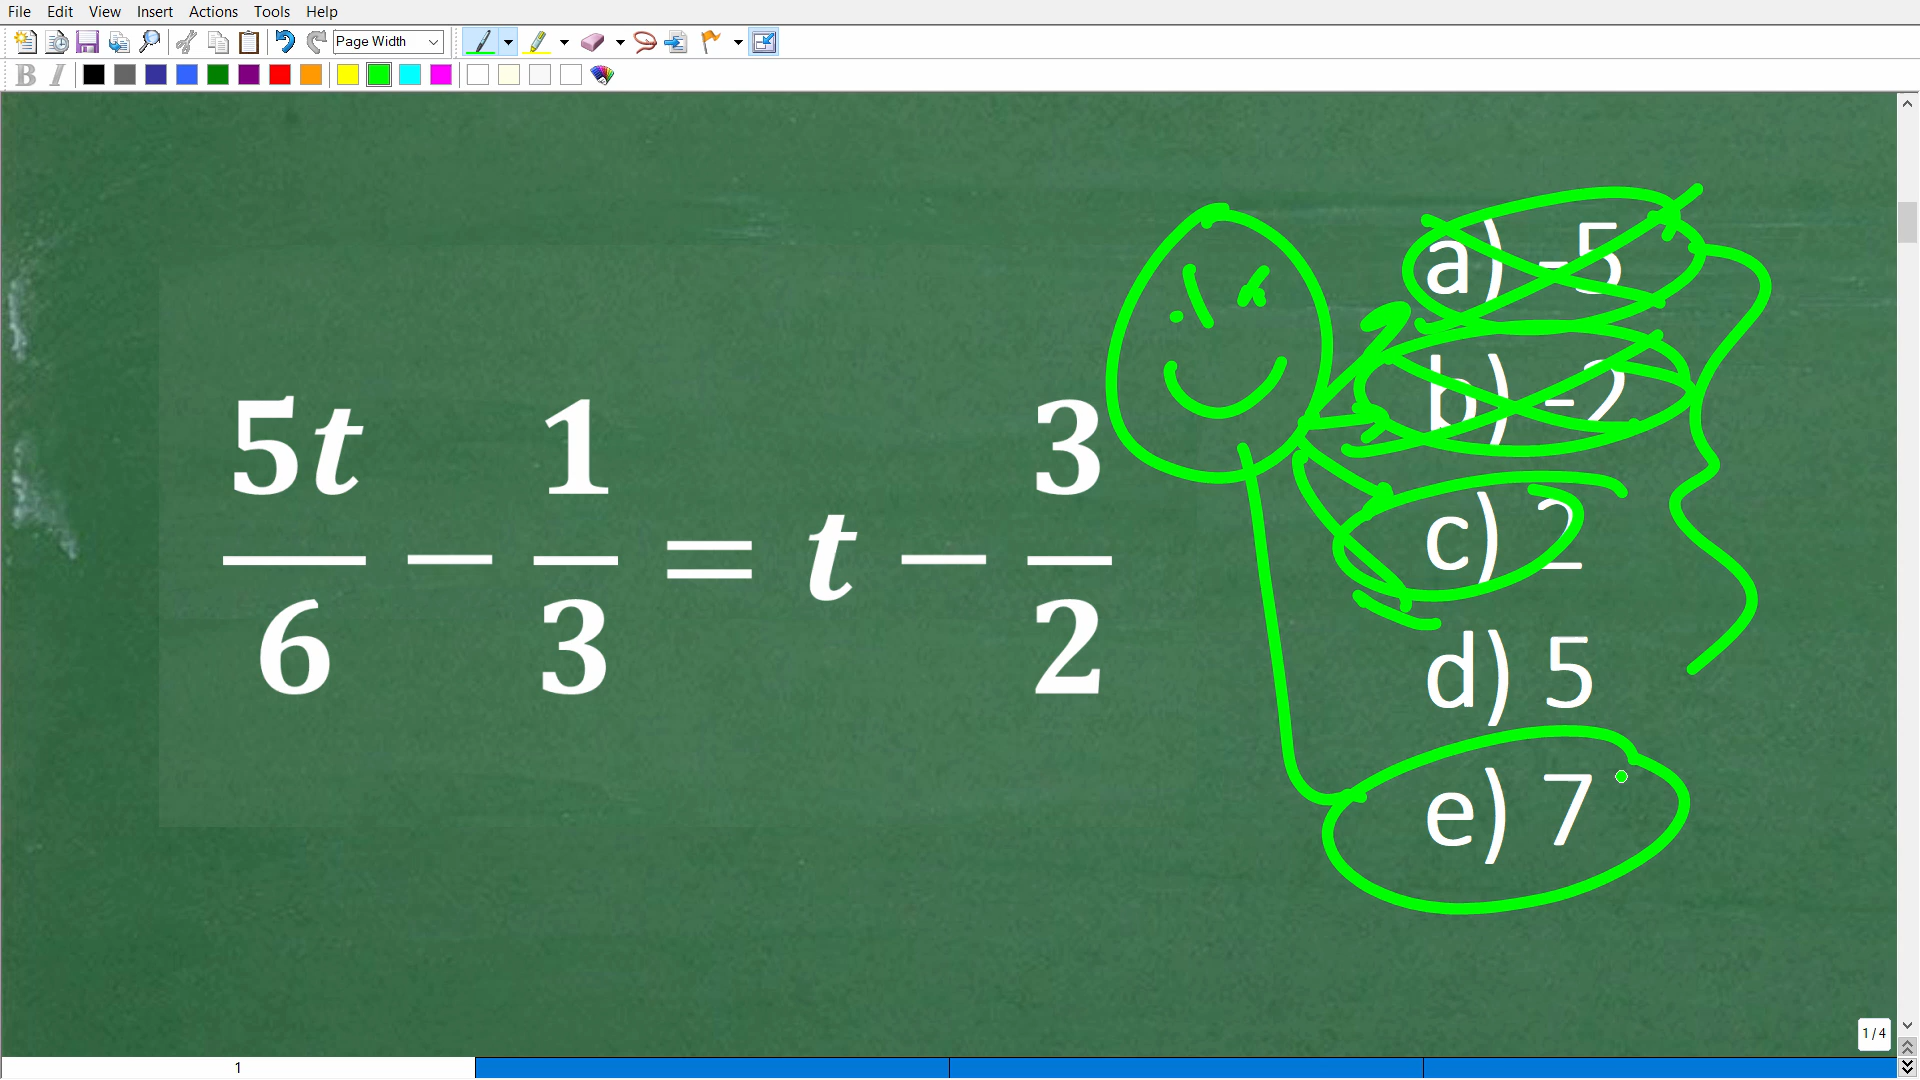 File Edit View Insert Actions Tools Help
Page Width
B I
5t/6 − 1/3 = t − 3/2
a) -5
b) -2
c) 2
d) 5
e) 7
1 / 4
1